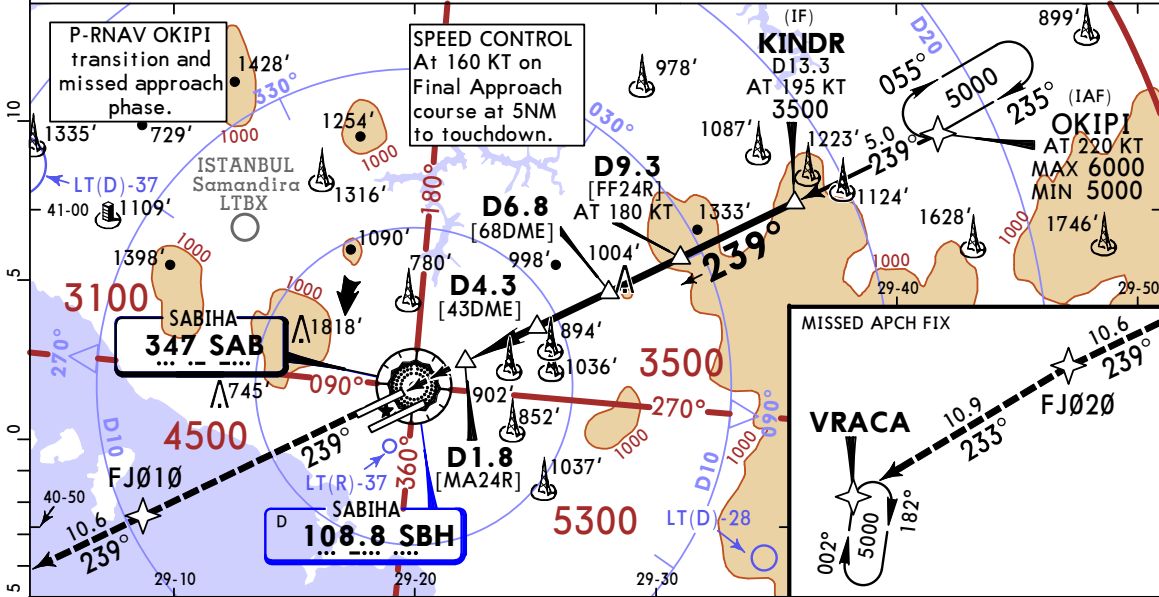 P-RNAV OKIPI
transition and
missed approach
phase.
SPEED CONTROL
At 160 KT on
Final Approach
course at 5NM
to touchdown.
(IF)
KINDR
D13.3
AT 195 KT
3500
(IAF)
OKIPI
AT 220 KT
MAX 6000
MIN 5000
055°
5000
235°
5.0
239°
D20
899'
978'
1428'
330°
1000
1254'
1000
1335'
729'
030°
1087'
1223'
1124'
10
ISTANBUL
Samandira
LTBX
LT(D)-37
1316'
180°
D9.3
[FF24R]
AT 180 KT
1333'
41-00
1109'
D6.8
[68DME]
1628'
1746'
1000
239°
1398'
1000
1090'
780'
998'
1004'
1000
5
D4.3
[43DME]
29-40
29-50
3100
1000
SABIHA
347 SAB
1818'
894'
1036'
3500
270°
745'
090°
902'
270°
090°
D10
4500
852'
1000
1000
239°
D1.8
[MA24R]
D10
FJØ1Ø
LT(R)-37
360°
1037'
40-50
SABIHA
D
108.8 SBH
5300
LT(D)-28
10.6
239°
0
5
29-10
29-20
29-30
MISSED APCH FIX
10.6
239°
FJØ2Ø
10.9
233°
VRACA
002°
5000
182°